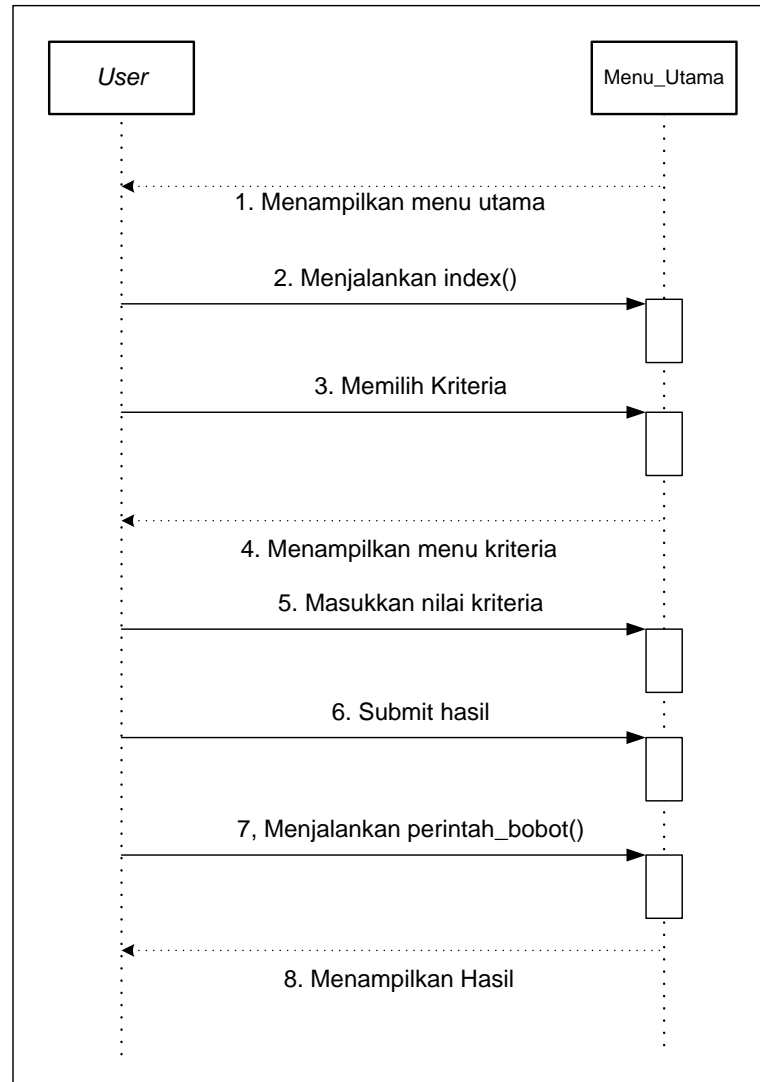 User
Menu_Utama
1. Menampilkan menu utama
2. Menjalankan index()
3. Memilih Kriteria
4. Menampilkan menu kriteria
5. Masukkan nilai kriteria
6. Submit hasil
7, Menjalankan perintah_bobot()
8. Menampilkan Hasil